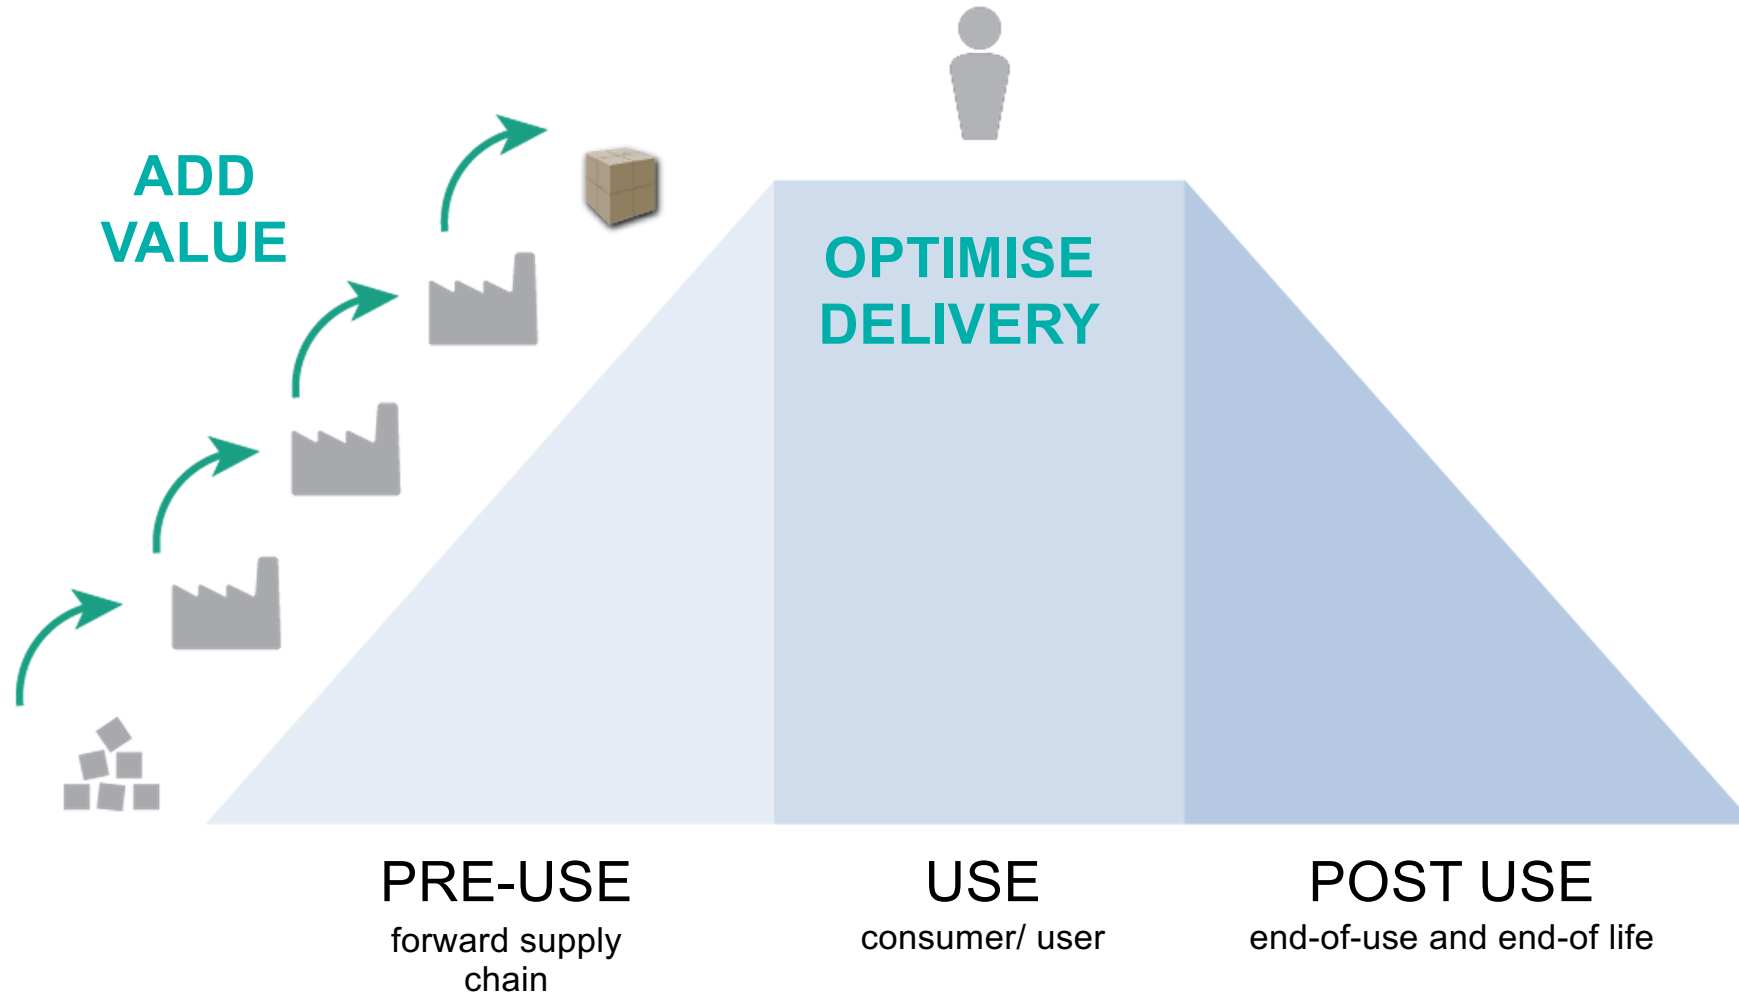 ADD
VALUE
OPTIMISE
DELIVERY
PRE-USE
forward supply
chain
USE
consumer/ user
POST USE
end-of-use and end-of life